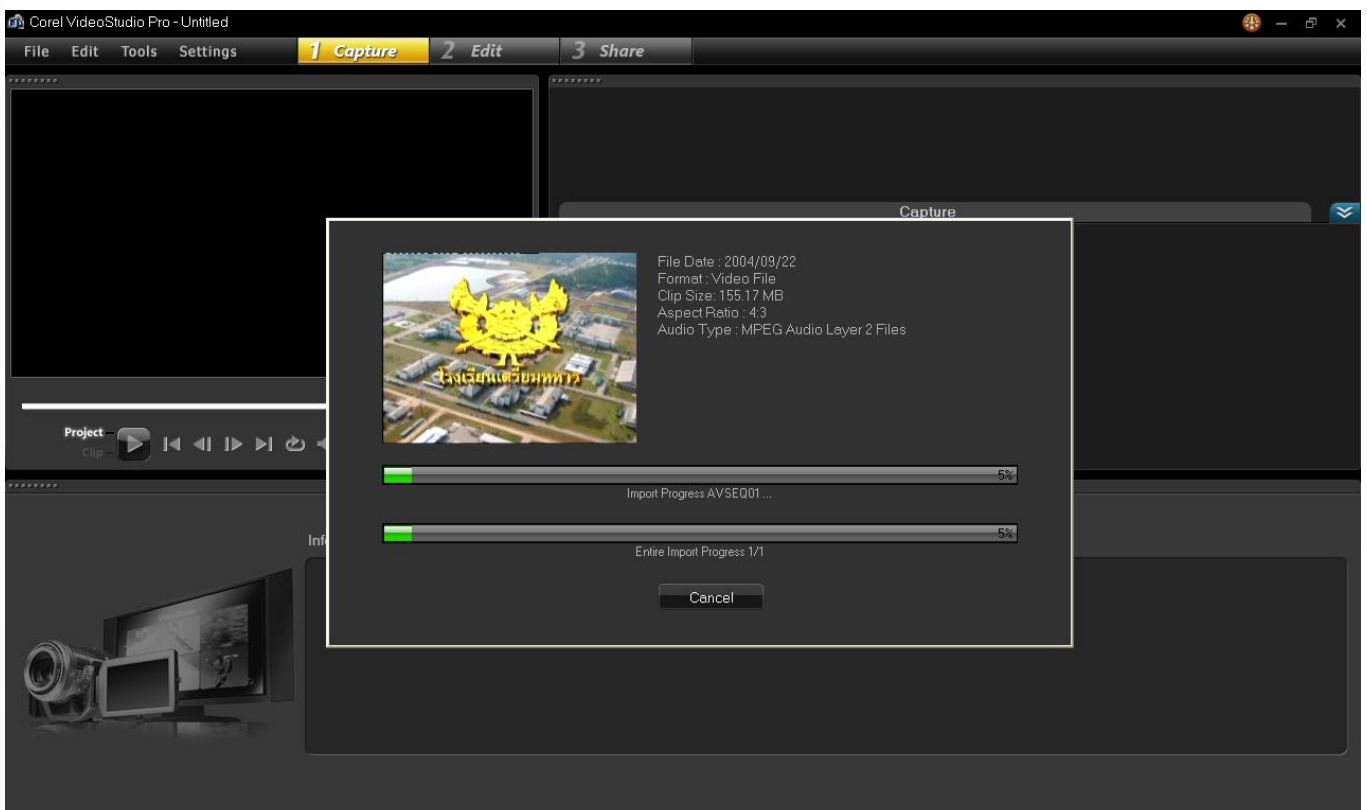 Corel VideoStudio Pro - Untitled
File Edit Tools Settings 1 Capture 2 Edit 3 Share
Capture
File Date : 2004/09/22
Format : Video File
Clip Size: 155.17 MB
Aspect Ratio : 4:3
Audio Type : MPEG Audio Layer 2 Files
โรงเรียนเตรียมทหาร
Project
Clip
5%
Import Progress AVSEQ01 ...
5%
Entire Import Progress 1/1
Inf
Cancel